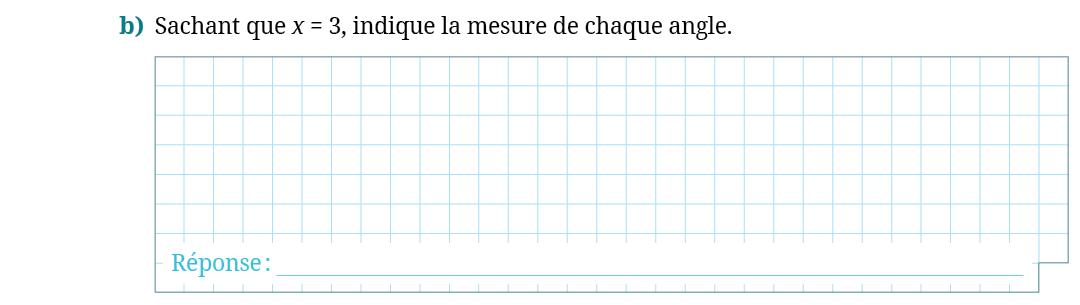 b) Sachant que x = 3, indique la mesure de chaque angle.
Réponse :